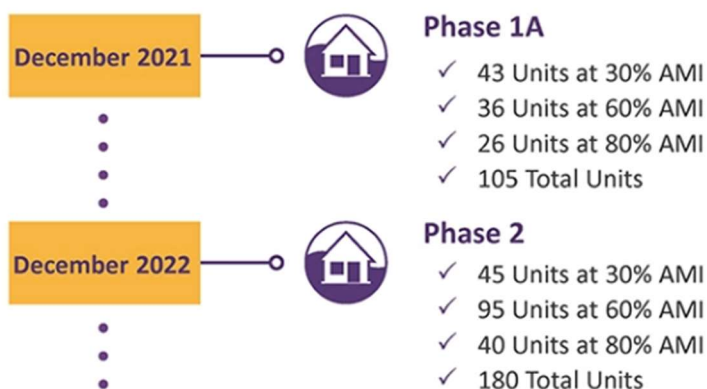 December 2021
Phase 1A
✓ 43 Units at 30% AMI
✓ 36 Units at 60% AMI
✓ 26 Units at 80% AMI
✓ 105 Total Units
December 2022
Phase 2
✓ 45 Units at 30% AMI
✓ 95 Units at 60% AMI
✓ 40 Units at 80% AMI
✓ 180 Total Units